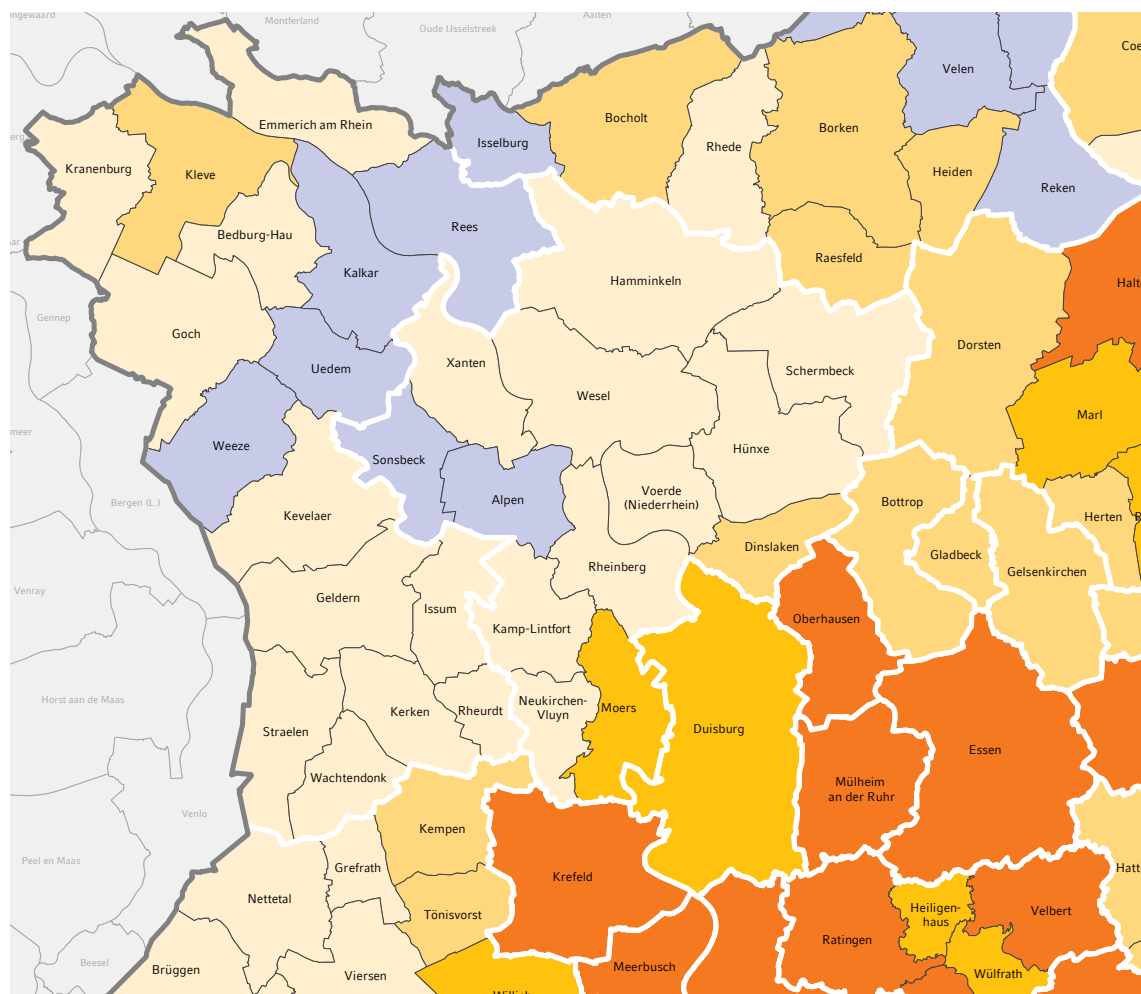 Montferland
Aalten
Oude IJsselstreek
Coe
Velen
Bocholt
Emmerich am Rhein
Borken
Isselburg
Rhede
Kranenburg
Kleve
Heiden
Reken
Rees
Bedburg-Hau
Raesfeld
Kalkar
Hamminkeln
Halte
Gennep
Goch
Dorsten
Xanten
Uedem
Schermbeck
Wesel
Marl
meer
Weeze
Hünxe
Sonsbeck
Voerde
(Niederrhein)
Alpen
Bergen (L.)
Bottrop
Kevelaer
Herten
R
Dinslaken
Gladbeck
Rheinberg
Gelsenkirchen
Venray
Geldern
Issum
Oberhausen
Kamp-Lintfort
Horst aan de Maas
Neukirchen-
Vluyn
Kerken
Rheurdt
Moers
Straelen
Duisburg
Essen
Wachtendonk
Mülheim
an der Ruhr
Venlo
Kempen
Peel en Maas
Grefrath
Hatt
Krefeld
Nettetal
Heiligen-
haus
Velbert
Tönisvorst
Ratingen
Beesel
Brüggen
Viersen
Meerbusch
Wülfrath